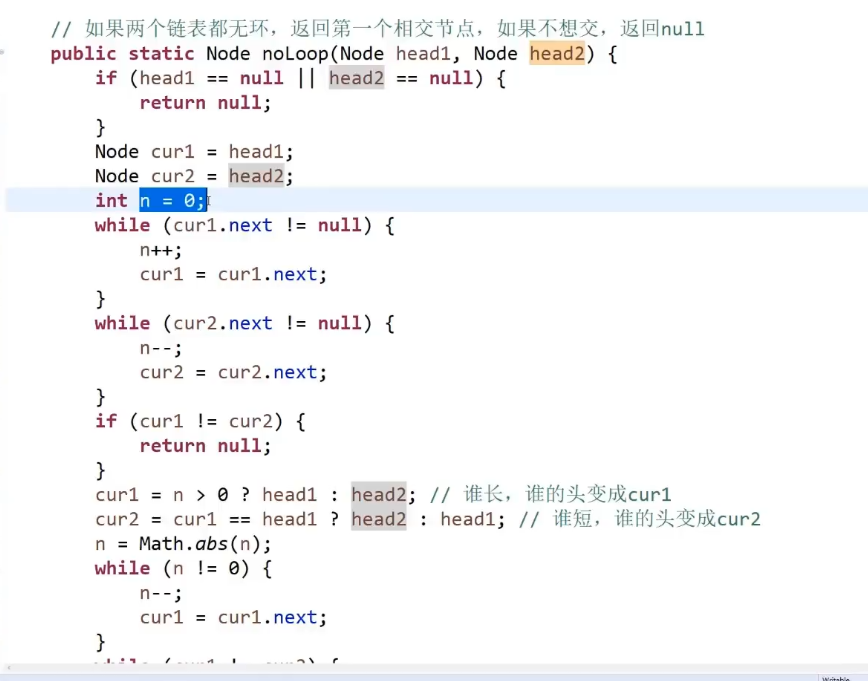 // 如果两个链表都无环，返回第一个相交节点，如果不想交，返回null
public static Node noLoop(Node head1, Node head2) {
if (head1 == null || head2 == null) {
return null;
}
Node cur1 = head1;
Node cur2 = head2;
int n = 0;
while (cur1.next != null) {
n++;
cur1 = cur1.next;
}
while (cur2.next != null) {
n--;
cur2 = cur2.next;
}
if (cur1 != cur2) {
return null;
}
cur1 = n > 0 ? head1 : head2; // 谁长，谁的头变成cur1
cur2 = cur1 == head1 ? head2 : head1; // 谁短，谁的头变成cur2
n = Math.abs(n);
while (n != 0) {
n--;
cur1 = cur1.next;
}